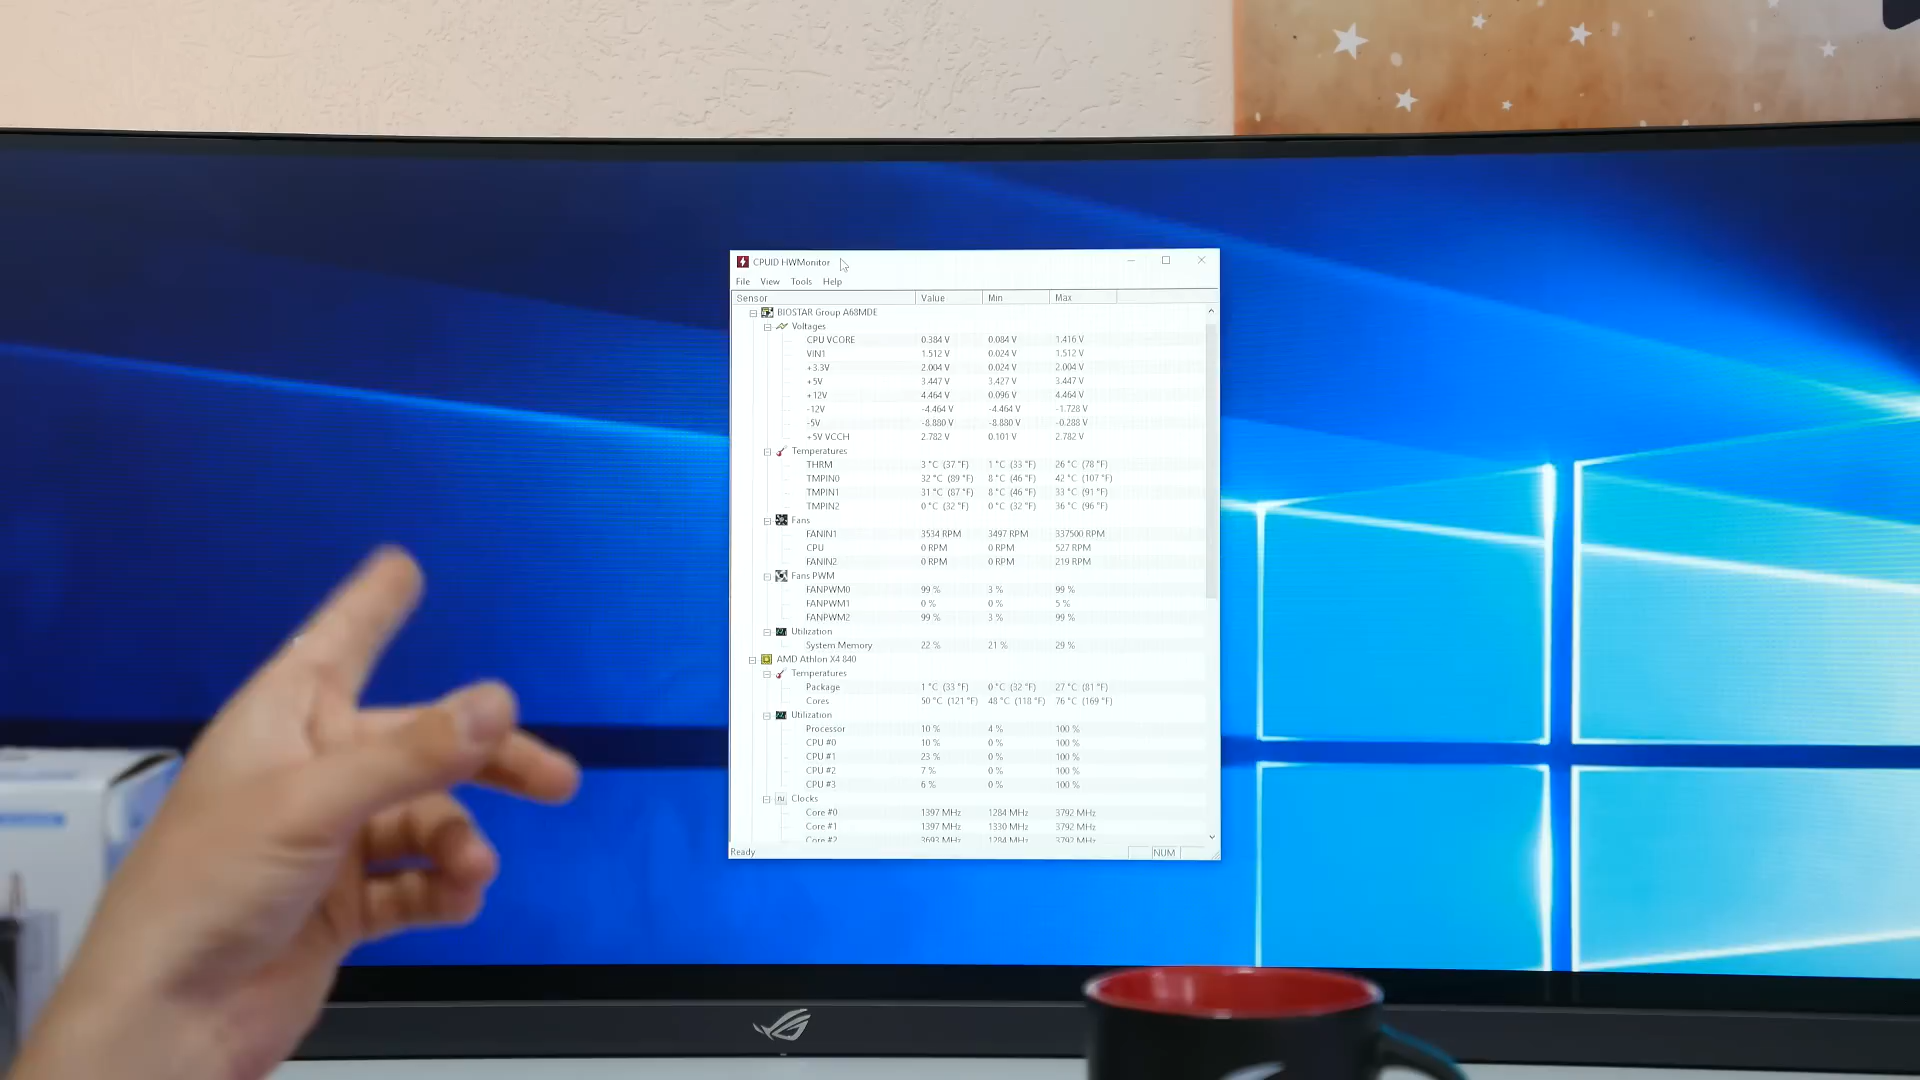 CPUID HWMonitor
File View Tools Help
Sensor Value Min Max
BIOSTAR Group A68MDE
Voltages
CPU VCORE 0.384 V 0.084 V 1.416 V
VIN1 1.512 V 0.024 V 1.512 V
+3.3V 2.004 V 0.024 V 2.004 V
+5V 3.447 V 3.427 V 3.447 V
+12V 4.464 V 0.096 V 4.464 V
-12V -4.464 V -4.464 V -1.728 V
-5V -8.880 V -8.880 V -0.288 V
+5V VCCH 2.782 V 0.101 V 2.782 V
Temperatures
THRM 3 °C (37 °F) 1 °C (33 °F) 26 °C (78 °F)
TMPIN0 32 °C (89 °F) 8 °C (46 °F) 42 °C (107 °F)
TMPIN1 31 °C (87 °F) 8 °C (46 °F) 33 °C (91 °F)
TMPIN2 0 °C (32 °F) 0 °C (32 °F) 36 °C (96 °F)
Fans
FANIN1 3534 RPM 3497 RPM 337500 RPM
CPU 0 RPM 0 RPM 527 RPM
FANIN2 0 RPM 0 RPM 219 RPM
Fans PWM
FANPWM0 99 % 3 % 99 %
FANPWM1 0 % 0 % 5 %
FANPWM2 99 % 3 % 99 %
Utilization
System Memory 22 % 21 % 29 %
AMD Athlon X4 840
Temperatures
Package 1 °C (33 °F) 0 °C (32 °F) 27 °C (81 °F)
Cores 50 °C (121 °F) 48 °C (118 °F) 76 °C (169 °F)
Utilization
Processor 10 % 4 % 100 %
CPU #0 10 % 0 % 100 %
CPU #1 23 % 0 % 100 %
CPU #2 7 % 0 % 100 %
CPU #3 6 % 0 % 100 %
Clocks
Core #0 1397 MHz 1284 MHz 3792 MHz
Core #1 1397 MHz 1330 MHz 3792 MHz
Core #2 3693 MHz 1284 MHz 3792 MHz
Ready NUM